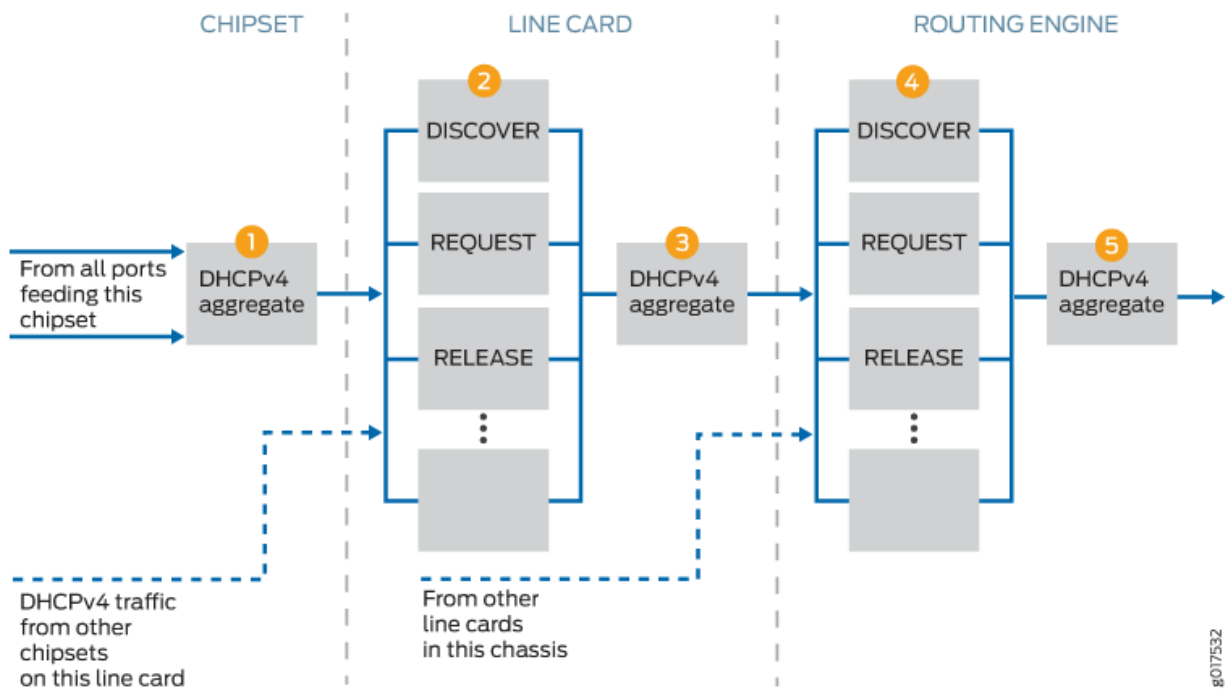 CHIPSET
LINE CARD
ROUTING ENGINE
1
DHCPv4
aggregate
From all ports
feeding this
chipset
2
DISCOVER
REQUEST
RELEASE
3
DHCPv4
aggregate
4
DISCOVER
REQUEST
RELEASE
5
DHCPv4
aggregate
DHCPv4 traffic
from other
chipsets
on this line card
From other
line cards
in this chassis
g017532